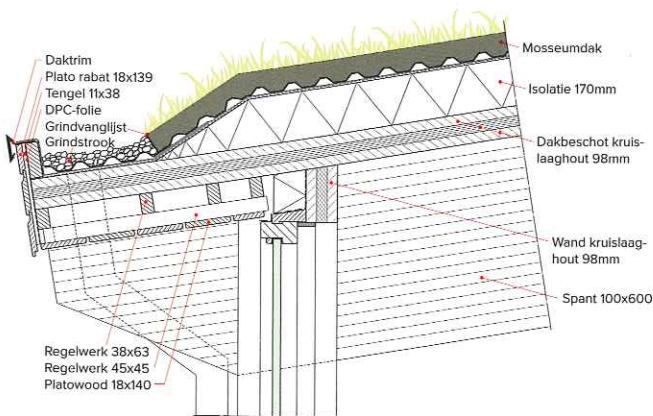 Daktrim
Plato rabat 18x139
Tengel 11x38
DPC-folie
Grindvanglijst
Grindstrook
Mosseumdak
Isolatie 170mm
Dakbeschot kruis-
laaghout 98mm
Wand kruislaag-
hout 98mm
Spant 100x600
Regelwerk 38x63
Regelwerk 45x45
Platowood 18x140